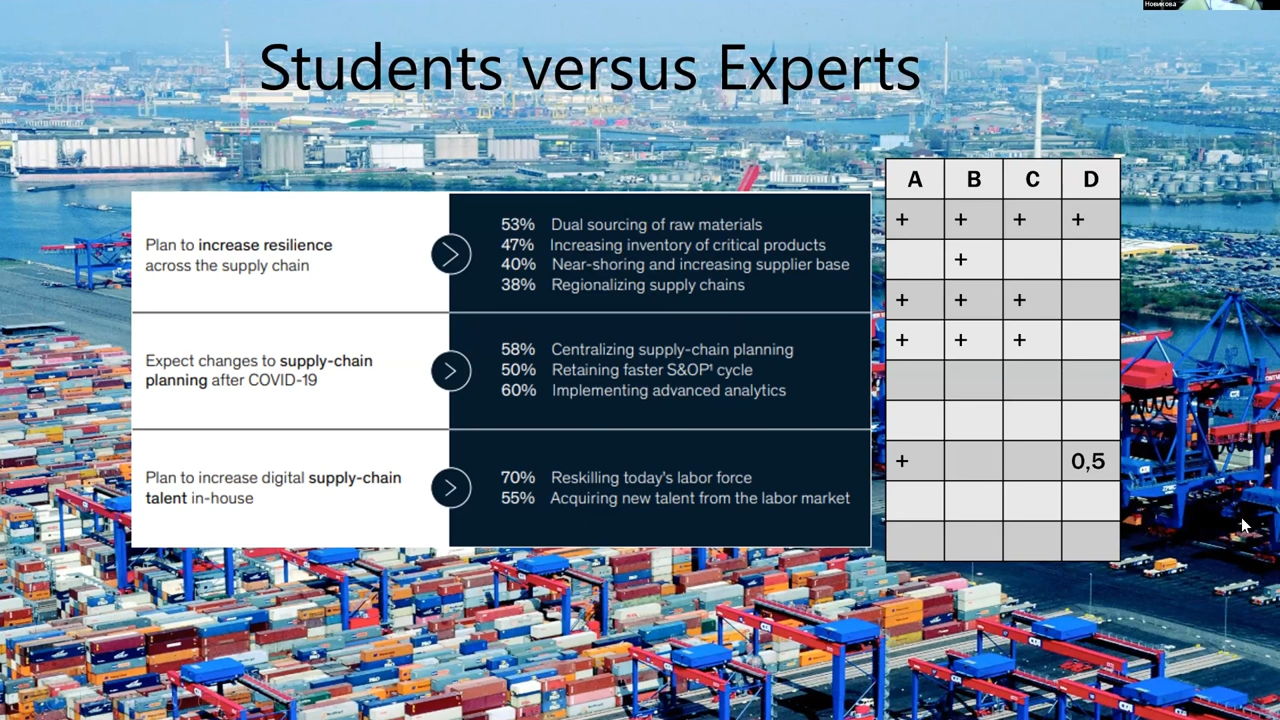 Новикова
Students versus Experts
Plan to increase resilience
across the supply chain
53% Dual sourcing of raw materials
47% Increasing inventory of critical products
40% Near-shoring and increasing supplier base
38% Regionalizing supply chains
Expect changes to supply-chain
planning after COVID-19
58% Centralizing supply-chain planning
50% Retaining faster S&OP¹ cycle
60% Implementing advanced analytics
Plan to increase digital supply-chain
talent in-house
70% Reskilling today's labor force
55% Acquiring new talent from the labor market
A B C D
+ + + +
+
+ + +
+ + +
+ 0,5